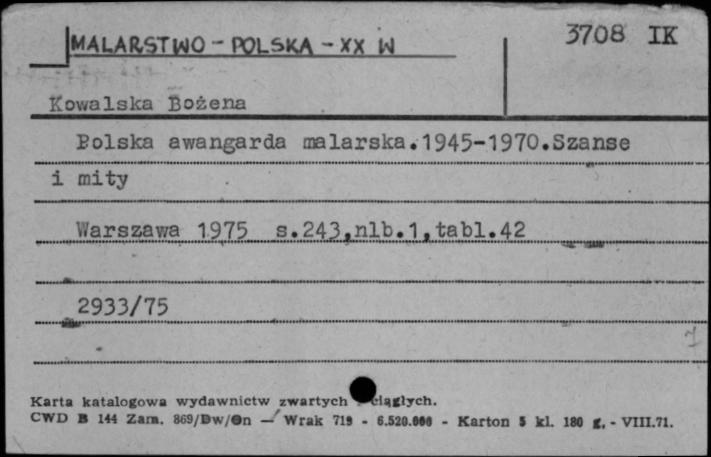 MALARSTWO - POLSKA - XX W
3708 IK
Kowalska Bożena
Polska awangarda malarska.1945-1970.Szanse
i mity
Warszawa 1975 s.243,nlb.1,tabl.42
2933/75
Karta katalogowa wydawnictw zwartych ciągłych.
CWD B 144 Zam. 869/Dw/On — Wrak 719 - 6.520.000 - Karton 5 kl. 180 g. - VIII.71.